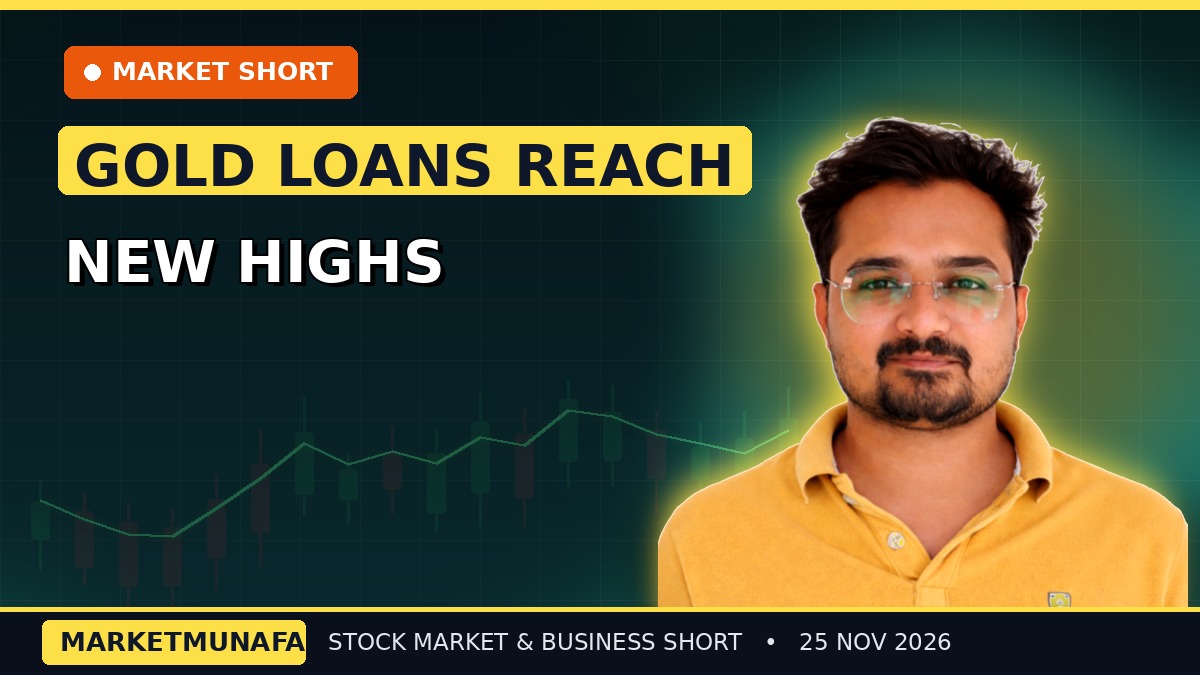 MARKET SHORT
GOLD LOANS REACH
NEW HIGHS
MARKETMUNAFA STOCK MARKET & BUSINESS SHORT • 25 NOV 2026